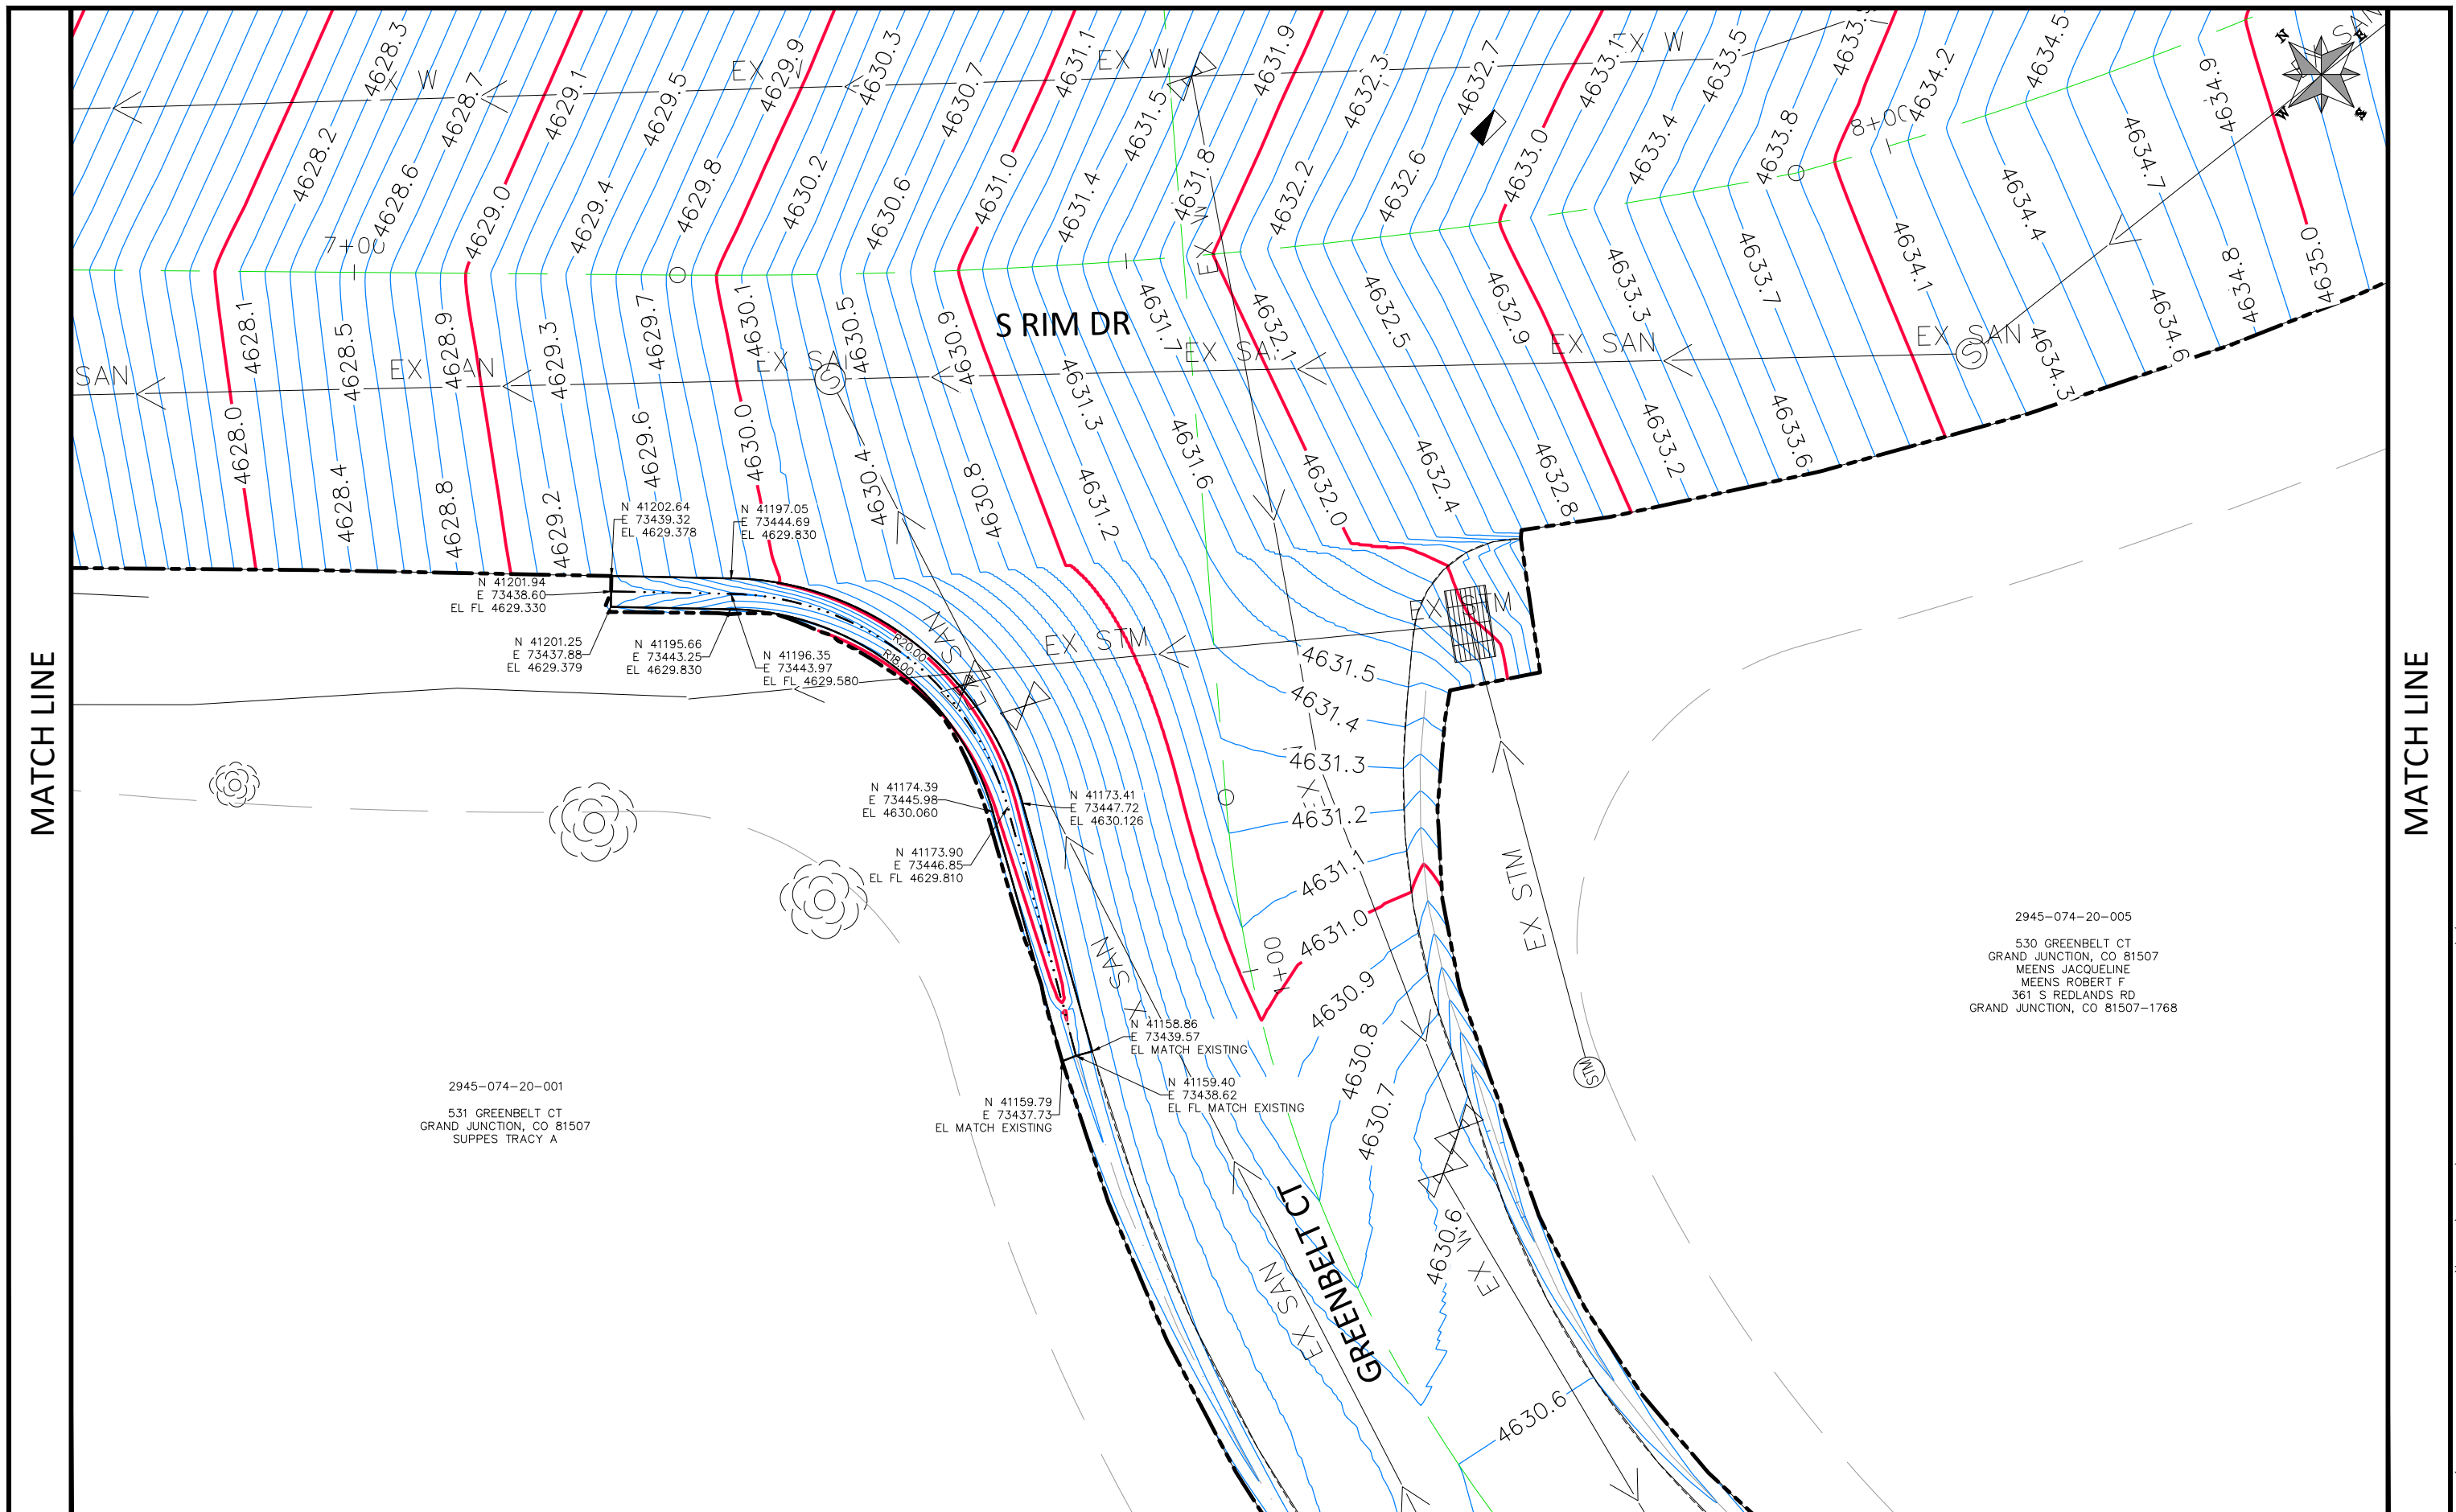 4628.3
4628.7
4629.1
4629.5
4629.9
4630.3
4630.7
4631.1
4631.5
4631.9
4632.3
4632.7
4633.1
4633.5
4634.2
4634.5
4634.9
EX W
EX W
SAN
N
E
W
S
4628.2
4628.6
4629.0
4629.4
4629.8
4630.2
4630.6
4631.0
4631.4
4631.8
4632.2
4632.6
4633.0
4633.4
4633.8
8+00
4634.4
4634.7
7+00
EX W
4628.1
4628.5
4628.9
4629.3
4629.7
4630.1
4630.5
4630.9
S RIM DR
4631.7
4632.1
4632.5
4632.9
4633.3
4633.7
4634.1
4634.8
4635.0
4634.6
4634.3
SAN
EX SAN
EX SAN
S
EX SAN
EX SAN
EX SAN
S
4628.0
4628.4
4628.8
4629.2
4629.6
4630.0
4630.4
4630.8
4631.3
4631.2
4631.6
4632.0
4632.4
4632.8
4633.2
4633.6
N 41202.64
E 73439.32
EL 4629.378
N 41197.05
E 73444.69
EL 4629.830
N 41201.94
E 73438.60
EL FL 4629.330
N 41201.25
E 73437.88
EL 4629.379
N 41195.66
E 73443.25
EL 4629.830
N 41196.35
E 73443.97
EL FL 4629.580
R20.00
R18.00
SAN
EX STM
EX STM
4631.5
4631.4
4631.3
4631.2
4631.1
4631.0
4630.9
4630.8
4630.7
4630.6
4630.6
MATCH LINE
MATCH LINE
N 41174.39
E 73445.98
EL 4630.060
N 41173.41
E 73447.72
EL 4630.126
N 41173.90
E 73446.85
EL FL 4629.810
EX STM
STM
SAN
1+00
N 41158.86
E 73439.57
EL MATCH EXISTING
N 41159.40
E 73438.62
EL FL MATCH EXISTING
N 41159.79
E 73437.73
EL MATCH EXISTING
2945-074-20-005
530 GREENBELT CT
GRAND JUNCTION, CO 81507
MEENS JACQUELINE
MEENS ROBERT F
361 S REDLANDS RD
GRAND JUNCTION, CO 81507-1768
2945-074-20-001
531 GREENBELT CT
GRAND JUNCTION, CO 81507
SUPPES TRACY A
GREENBELT CT
EX SAN
EX W